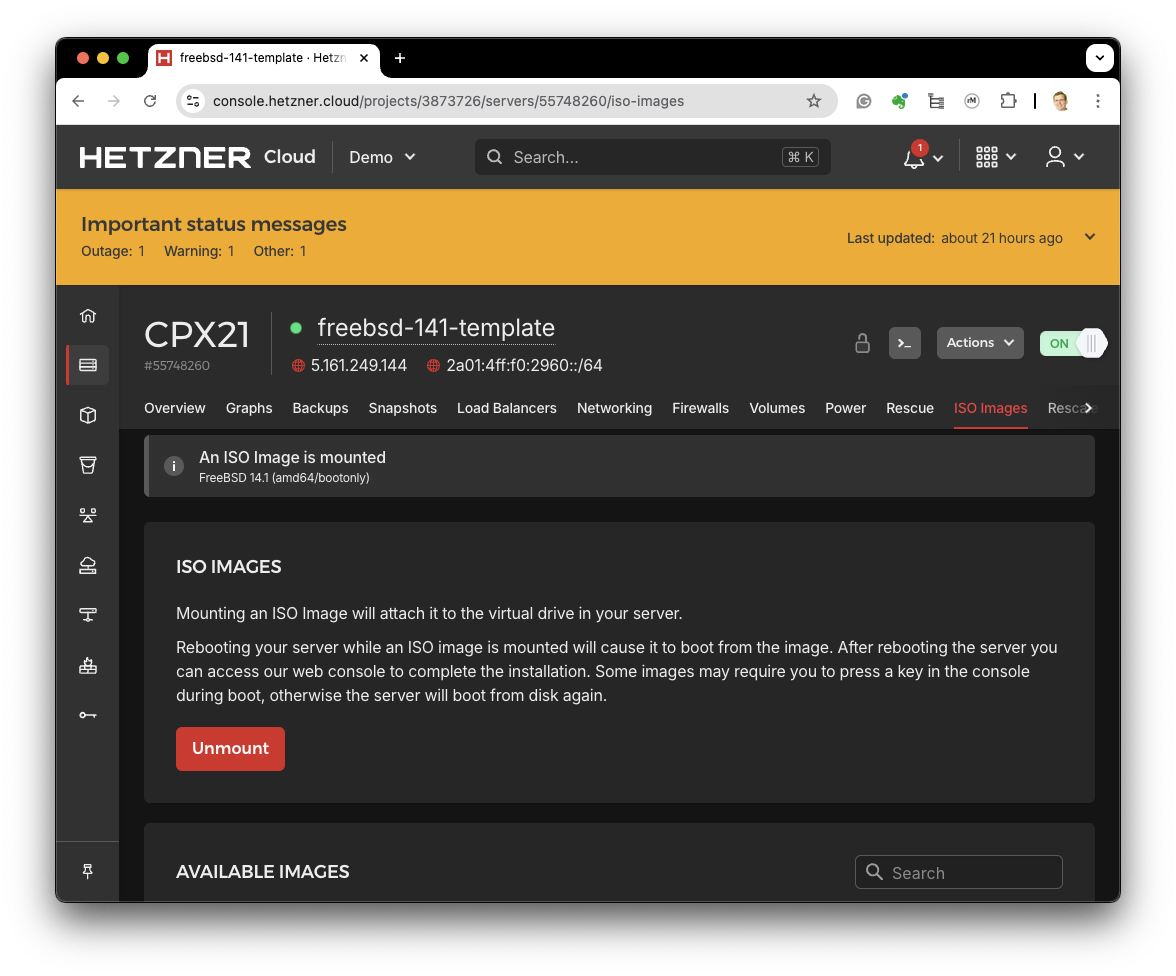 freebsd-141-template · Hetzn
console.hetzner.cloud/projects/3873726/servers/55748260/iso-images
HETZNER Cloud Demo Search... ⌘ K 1
Important status messages
Outage: 1 Warning: 1 Other: 1
Last updated: about 21 hours ago
CPX21
#55748260
freebsd-141-template
5.161.249.144 2a01:4ff:f0:2960::/64
Actions
ON
Overview Graphs Backups Snapshots Load Balancers Networking Firewalls Volumes Power Rescue ISO Images Resca
An ISO Image is mounted
FreeBSD 14.1 (amd64/bootonly)
ISO IMAGES
Mounting an ISO Image will attach it to the virtual drive in your server.
Rebooting your server while an ISO image is mounted will cause it to boot from the image. After rebooting the server you
can access our web console to complete the installation. Some images may require you to press a key in the console
during boot, otherwise the server will boot from disk again.
Unmount
AVAILABLE IMAGES
Search